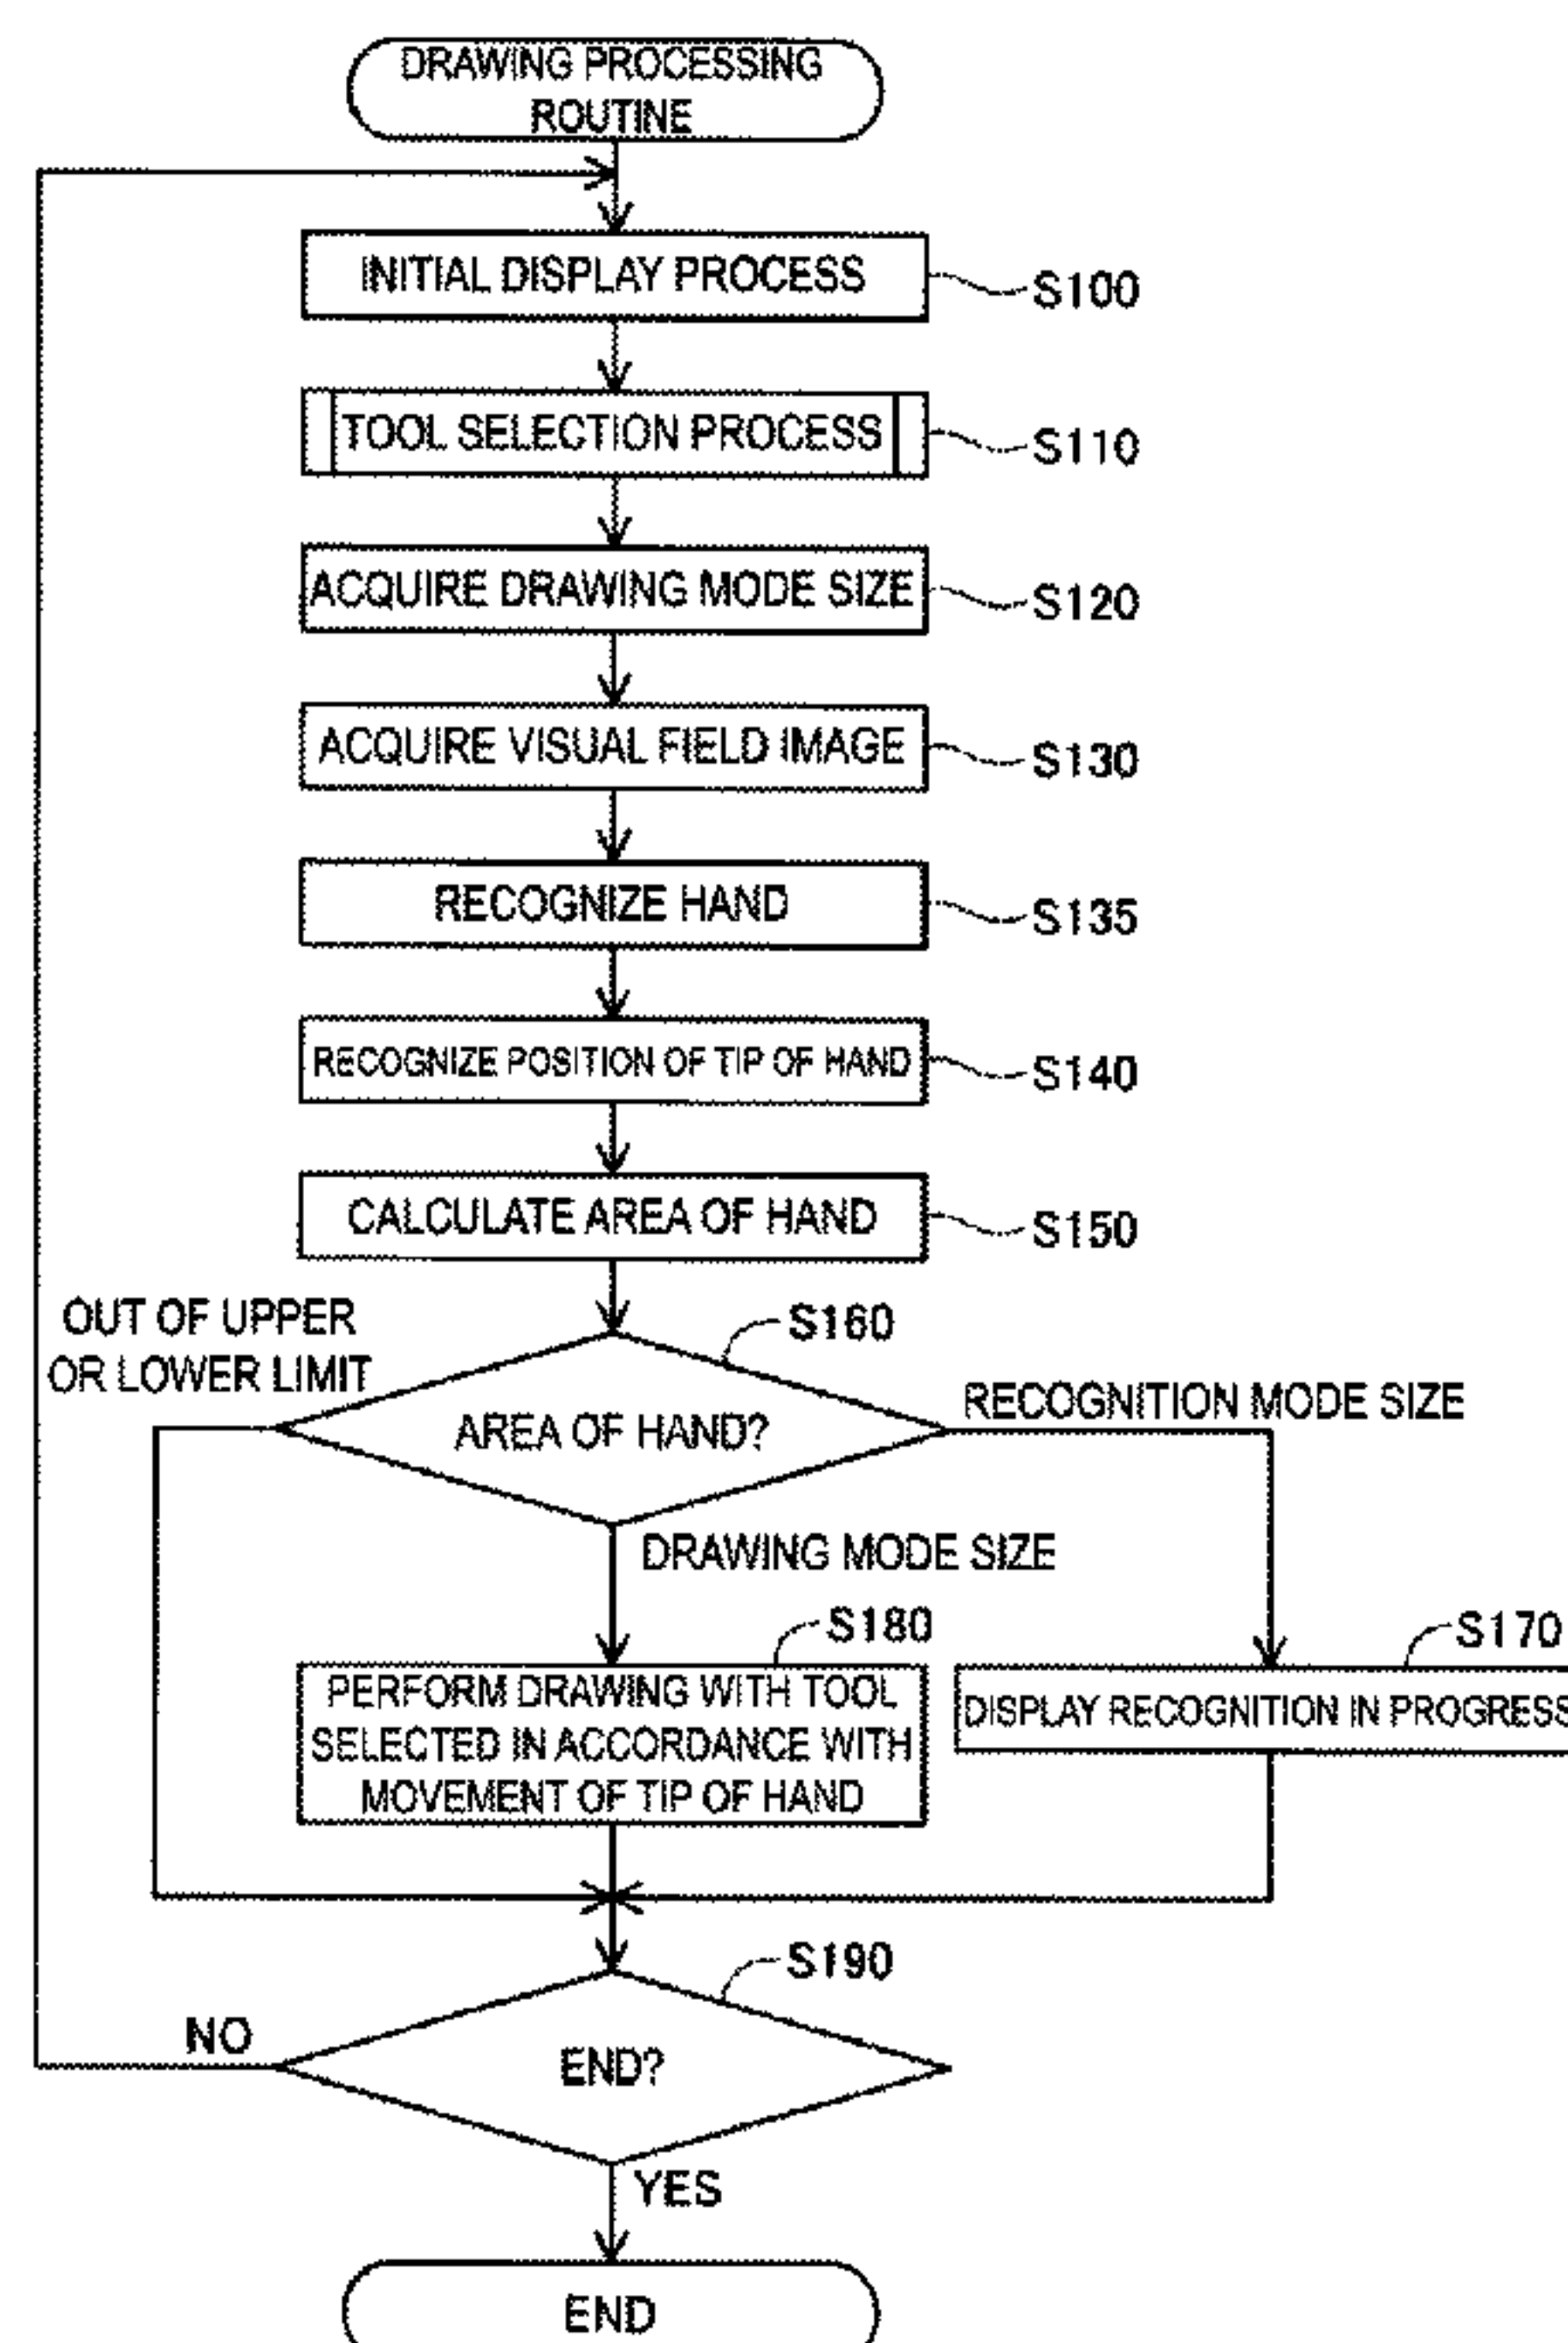 DRAWING PROCESSING
ROUTINE
INITIAL DISPLAY PROCESS
S100
TOOL SELECTION PROCESS
S110
ACQUIRE DRAWING MODE SIZE
S120
ACQUIRE VISUAL FIELD IMAGE
S130
RECOGNIZE HAND
S135
RECOGNIZE POSITION OF TIP OF HAND
S140
CALCULATE AREA OF HAND
S150
OUT OF UPPER
OR LOWER LIMIT
S160
AREA OF HAND?
RECOGNITION MODE SIZE
DRAWING MODE SIZE
S180
PERFORM DRAWING WITH TOOL
SELECTED IN ACCORDANCE WITH
MOVEMENT OF TIP OF HAND
S170
DISPLAY RECOGNITION IN PROGRESS
S190
NO
END?
YES
END